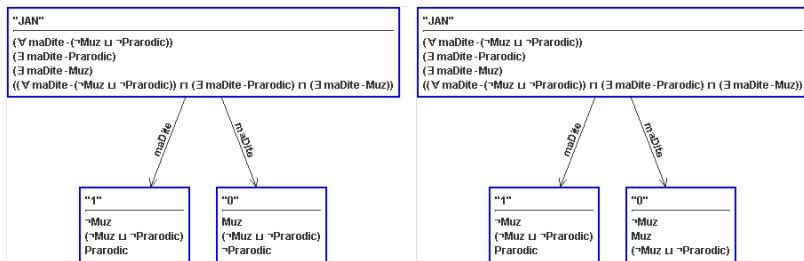 "JAN"
(∀ maDite-(¬Muz ⊔ ¬Prarodic))
(∃ maDite-Prarodic)
(∃ maDite-Muz)
((∀ maDite-(¬Muz ⊔ ¬Prarodic)) ⊓ (∃ maDite-Prarodic) ⊓ (∃ maDite-Muz))
maDite
maDite
"1"
¬Muz
(¬Muz ⊔ ¬Prarodic)
Prarodic
"0"
Muz
(¬Muz ⊔ ¬Prarodic)
¬Prarodic
"JAN"
(∀ maDite-(¬Muz ⊔ ¬Prarodic))
(∃ maDite-Prarodic)
(∃ maDite-Muz)
((∀ maDite-(¬Muz ⊔ ¬Prarodic)) ⊓ (∃ maDite-Prarodic) ⊓ (∃ maDite-Muz))
maDite
maDite
"1"
¬Muz
(¬Muz ⊔ ¬Prarodic)
Prarodic
"0"
¬Muz
Muz
(¬Muz ⊔ ¬Prarodic)